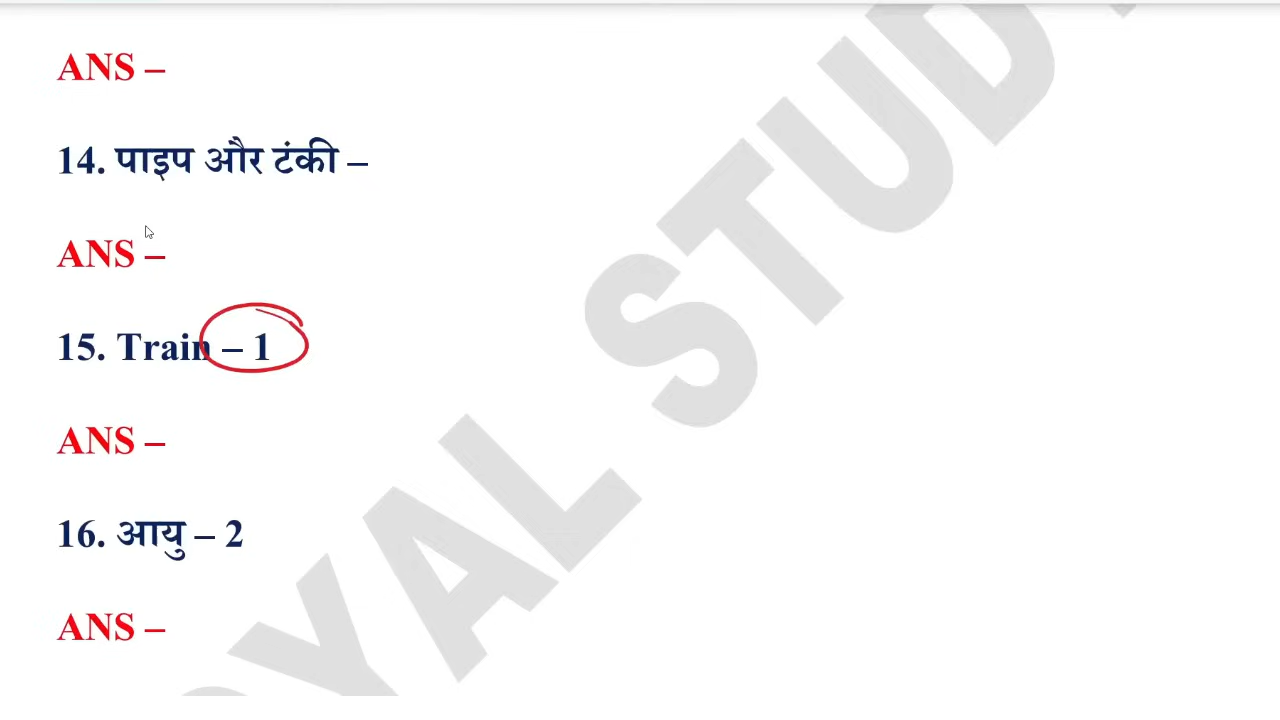 ANS –
14. पाइप और टंकी –
ANS –
15. Train – 1
ANS –
16. आयु – 2
ANS –